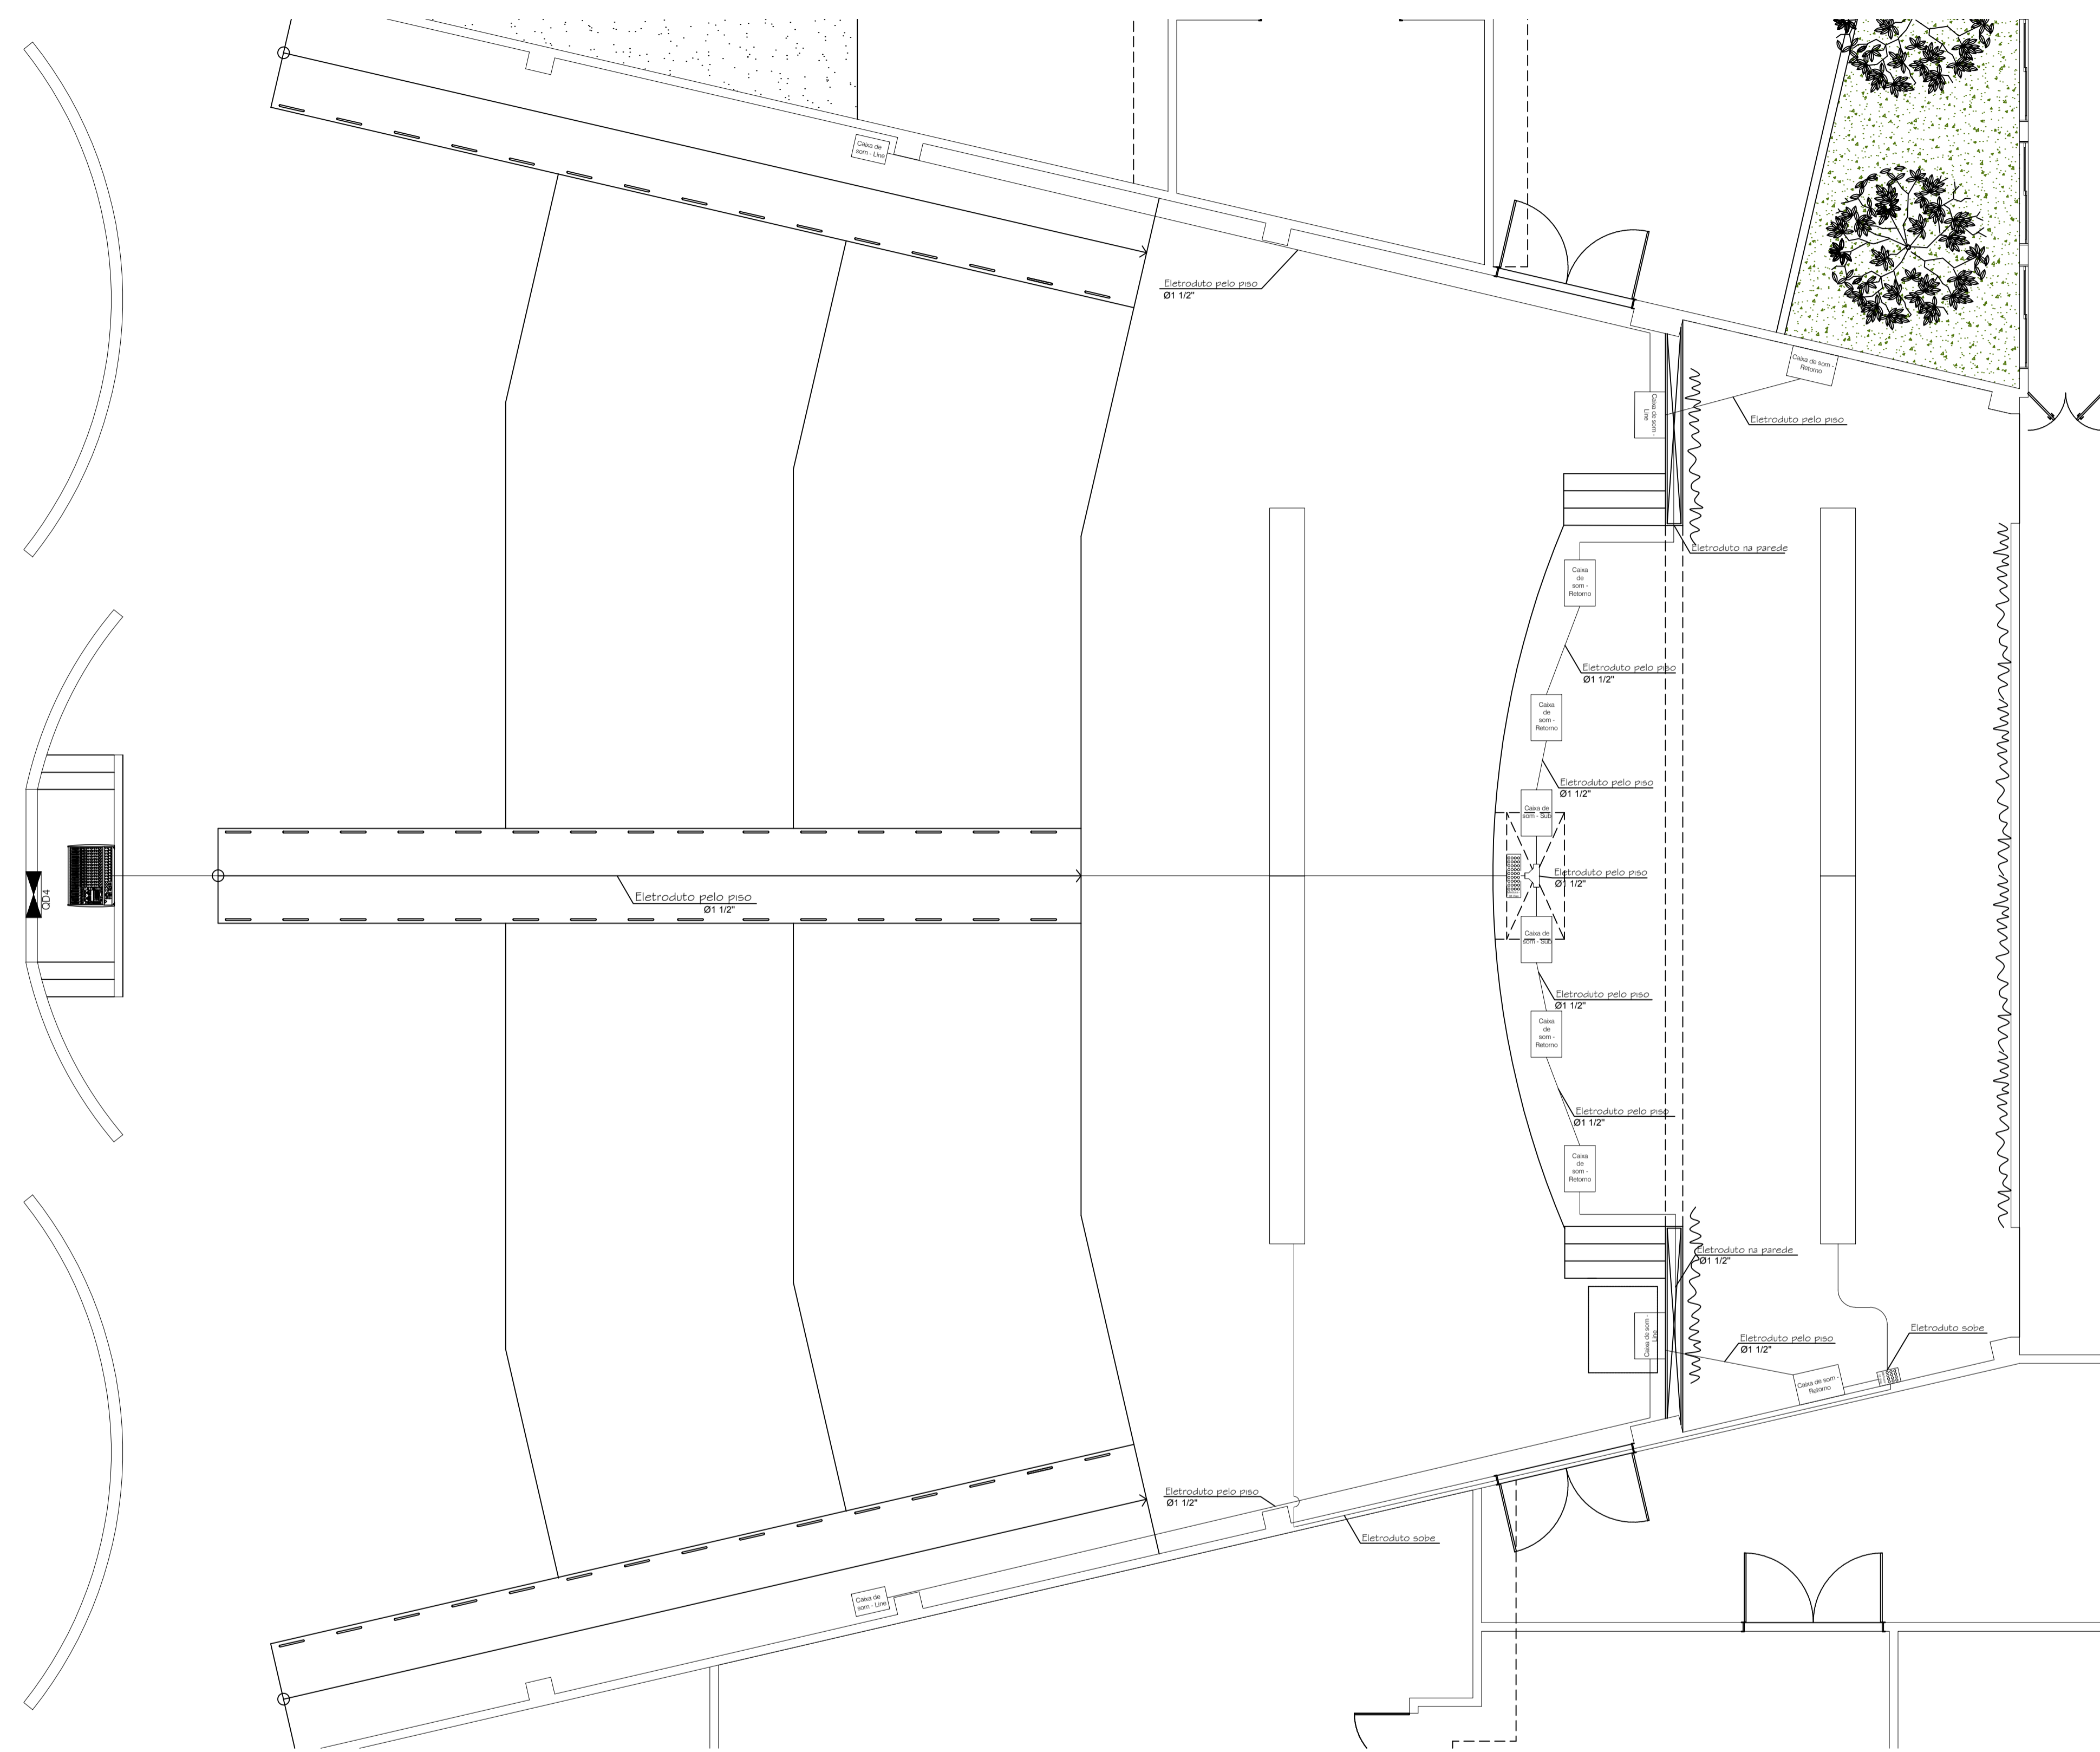 Caixa de
som - Line
Eletroduto pelo piso
Ø1 1/2"
Caixa de som -
Retorno
Caixa de som -
Line
Eletroduto pelo piso
Eletroduto na parede
Caixa
de
som -
Retorno
Eletroduto pelo piso
Ø1 1/2"
Caixa
de
som -
Retorno
Eletroduto pelo piso
Ø1 1/2"
Caixa de
som - Sub
Eletroduto pelo piso
Ø1 1/2"
QD4
Eletroduto pelo piso
Ø1 1/2"
Caixa de
som - Sub
Eletroduto pelo piso
Ø1 1/2"
Caixa
de
som -
Retorno
Eletroduto pelo piso
Ø1 1/2"
Caixa
de
som -
Retorno
Eletroduto na parede
Ø1 1/2"
Caixa de som -
Line
Eletroduto pelo piso
Ø1 1/2"
Eletroduto sobe
Caixa de som -
Retorno
Eletroduto pelo piso
Ø1 1/2"
Eletroduto sobe
Caixa de
som - Line